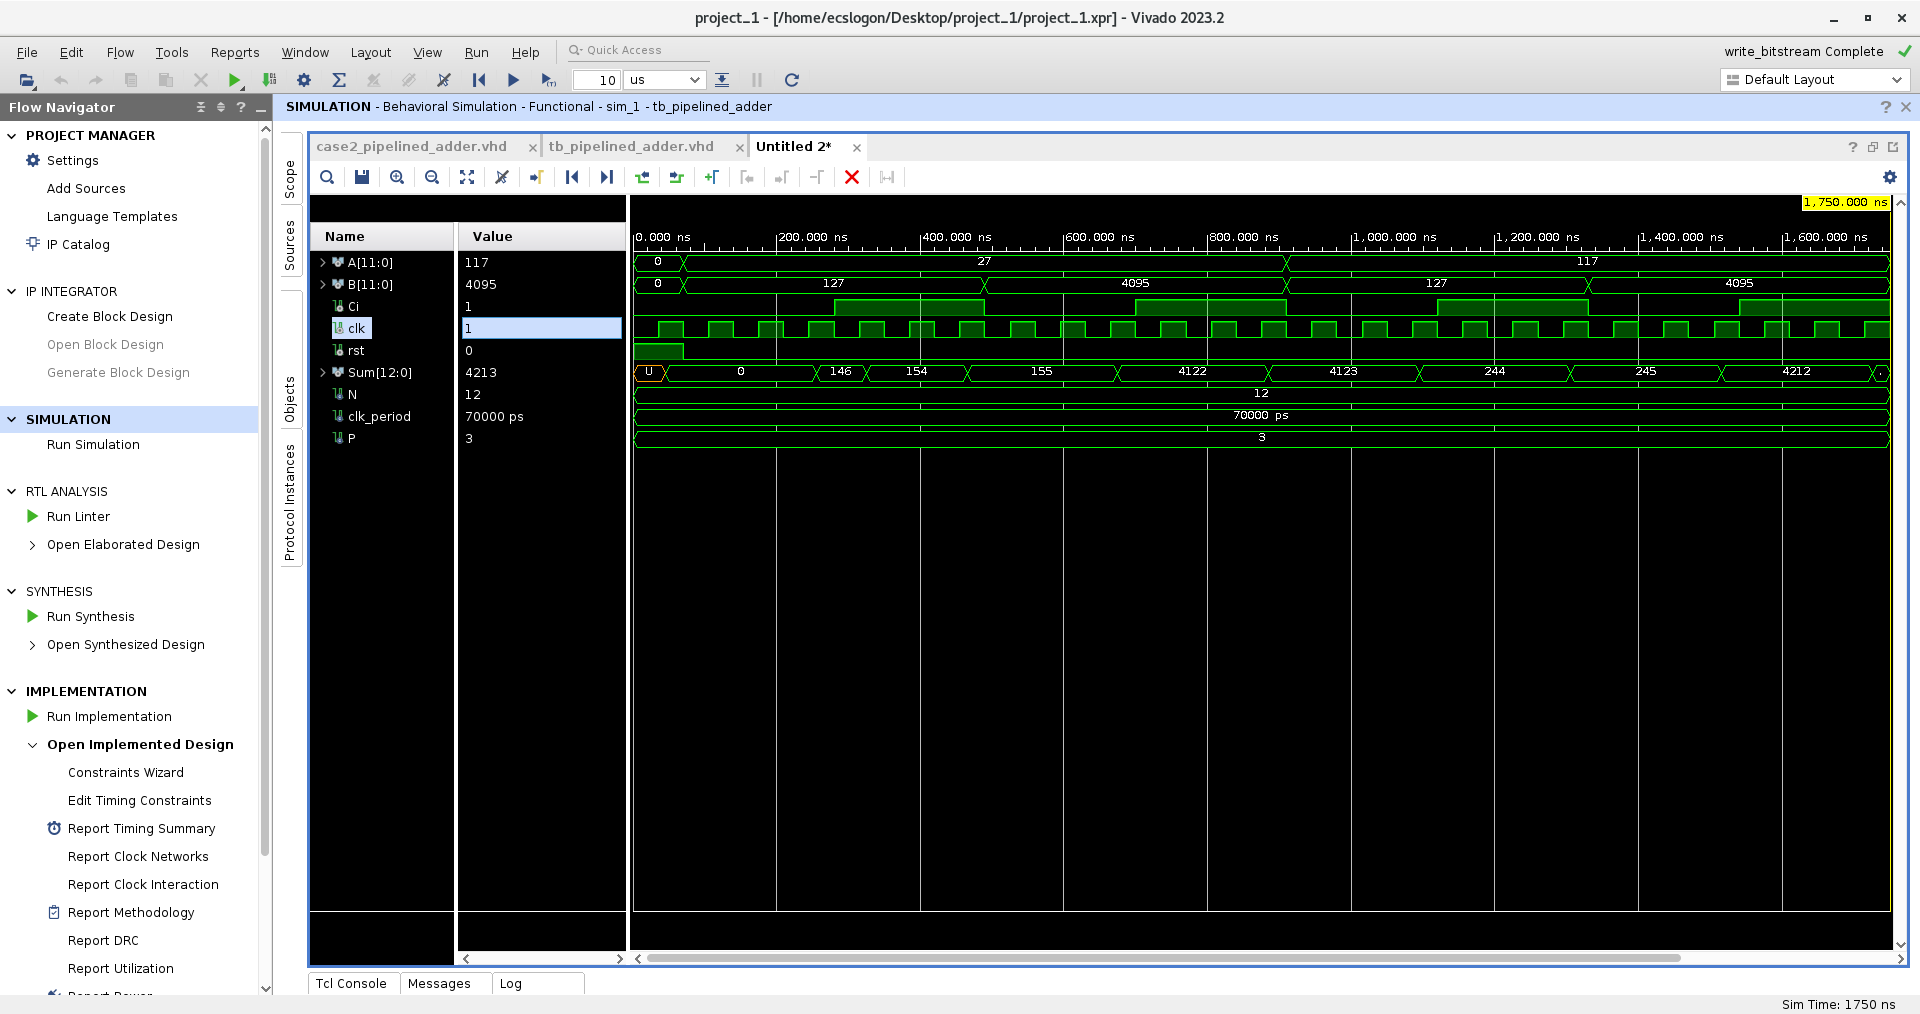 project_1 - [/home/ecslogon/Desktop/project_1/project_1.xpr] - Vivado 2023.2
File Edit Flow Tools Reports Window Layout View Run Help Quick Access write_bitstream Complete
10 us Default Layout
Flow Navigator
SIMULATION - Behavioral Simulation - Functional - sim_1 - tb_pipelined_adder
PROJECT MANAGER
Settings
Add Sources
Language Templates
IP Catalog
IP INTEGRATOR
Create Block Design
Open Block Design
Generate Block Design
SIMULATION
Run Simulation
RTL ANALYSIS
Run Linter
Open Elaborated Design
SYNTHESIS
Run Synthesis
Open Synthesized Design
IMPLEMENTATION
Run Implementation
Open Implemented Design
Constraints Wizard
Edit Timing Constraints
Report Timing Summary
Report Clock Networks
Report Clock Interaction
Report Methodology
Report DRC
Report Utilization
Report Power
Scope
Sources
Objects
Protocol Instances
case2_pipelined_adder.vhd tb_pipelined_adder.vhd Untitled 2*
1,750.000 ns
Name Value 0.000 ns 200.000 ns 400.000 ns 600.000 ns 800.000 ns 1,000.000 ns 1,200.000 ns 1,400.000 ns 1,600.000 ns
A[11:0] 117 0 27 117
B[11:0] 4095 0 127 4095 127 4095
Ci 1
clk 1
rst 0
Sum[12:0] 4213 U 0 146 154 155 4122 4123 244 245 4212 .
N 12 12
clk_period 70000 ps 70000 ps
P 3 3
Tcl Console Messages Log
Sim Time: 1750 ns